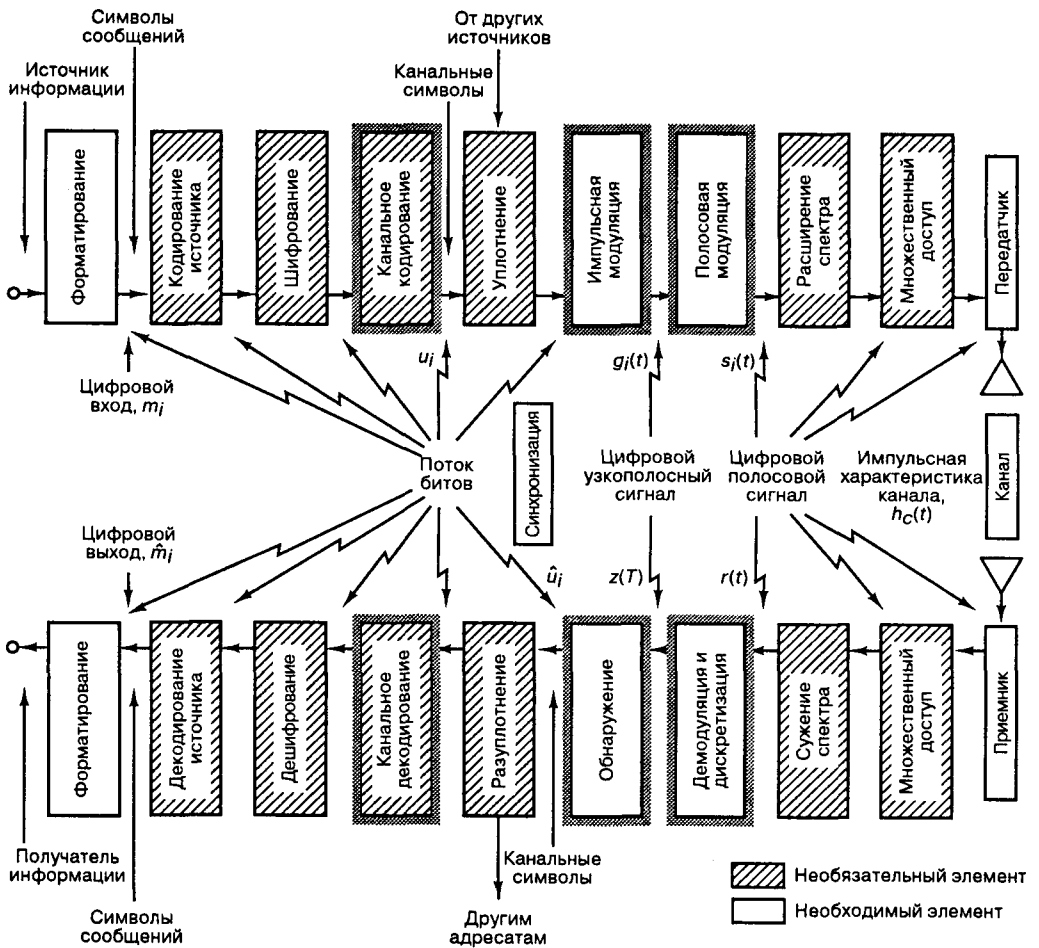 Символы
сообщений
От других
источников
Источник
информации
Канальные
символы
Форматирование
Кодирование
источника
Шифрование
Канальное
кодирование
Уплотнение
Импульсная
модуляция
Полосовая
модуляция
Расширение
спектра
Множественный
доступ
Передатчик
Цифровой
вход, mi
ui
gi(t)
si(t)
Поток
битов
Синхронизация
Цифровой
узкополосный
сигнал
Цифровой
полосовой
сигнал
Импульсная
характеристика
канала,
hc(t)
Канал
Цифровой
выход, m̂i
ûi
z(T)
r(t)
Форматирование
Декодирование
источника
Дешифрование
Канальное
декодирование
Разуплотнение
Обнаружение
Демодуляция и
дискретизация
Сужение
спектра
Множественный
доступ
Приемник
Получатель
информации
Символы
сообщений
Канальные
символы
Другим
адресатам
Необязательный элемент
Необходимый элемент